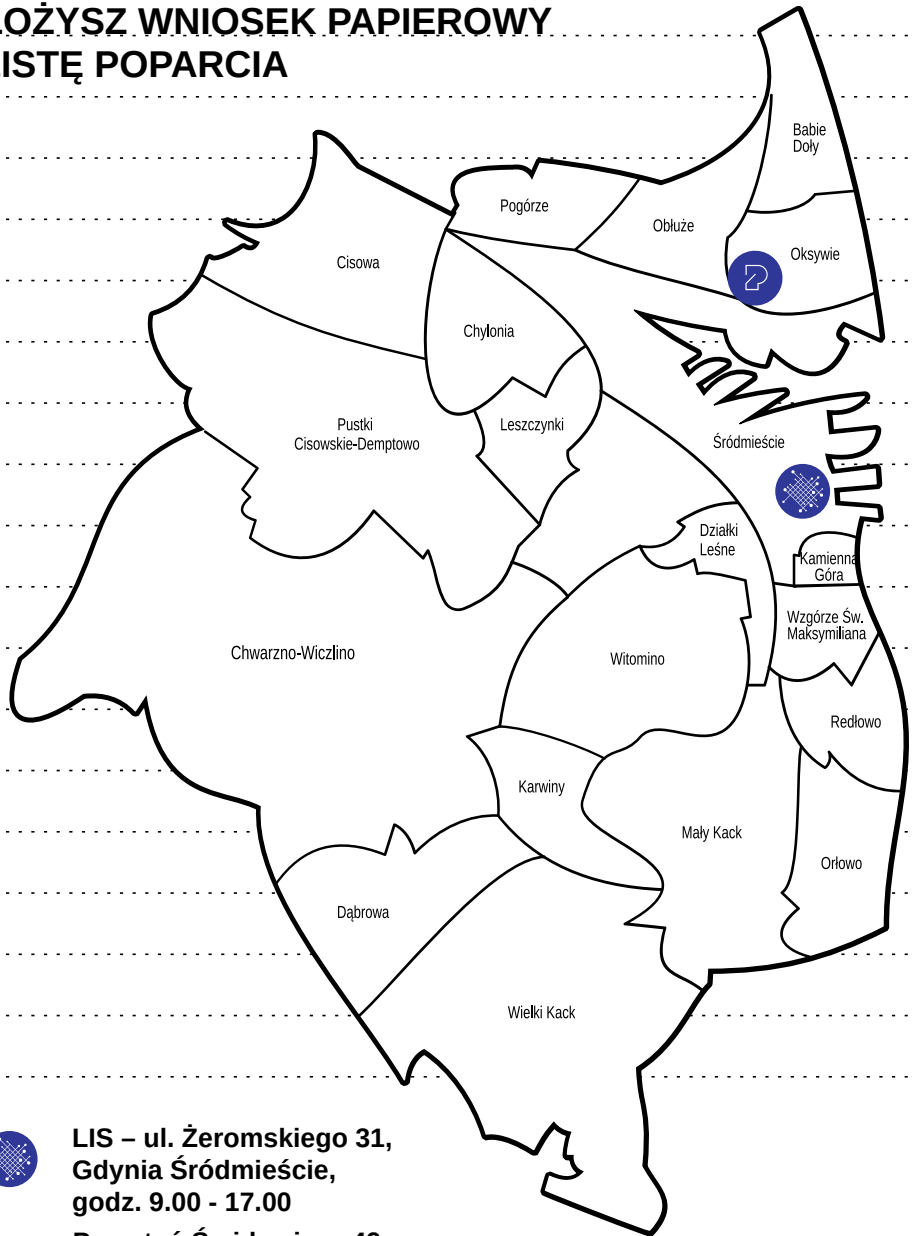 ŁOŻYSZ WNIOSEK PAPIEROWY
LISTĘ POPARCIA
Babie
Doły
Pogórze
Obłuże
Oksywie
Cisowa
Chylonia
Pustki
Cisowskie-Demptowo
Leszczynki
Śródmieście
Działki
Leśne
Kamienna
Góra
Wzgórze Św.
Maksymiliana
Chwarzno-Wiczlino
Witomino
Redłowo
Karwiny
Mały Kack
Orłowo
Dąbrowa
Wielki Kack
LIS – ul. Żeromskiego 31,
Gdynia Śródmieście,
godz. 9.00 - 17.00